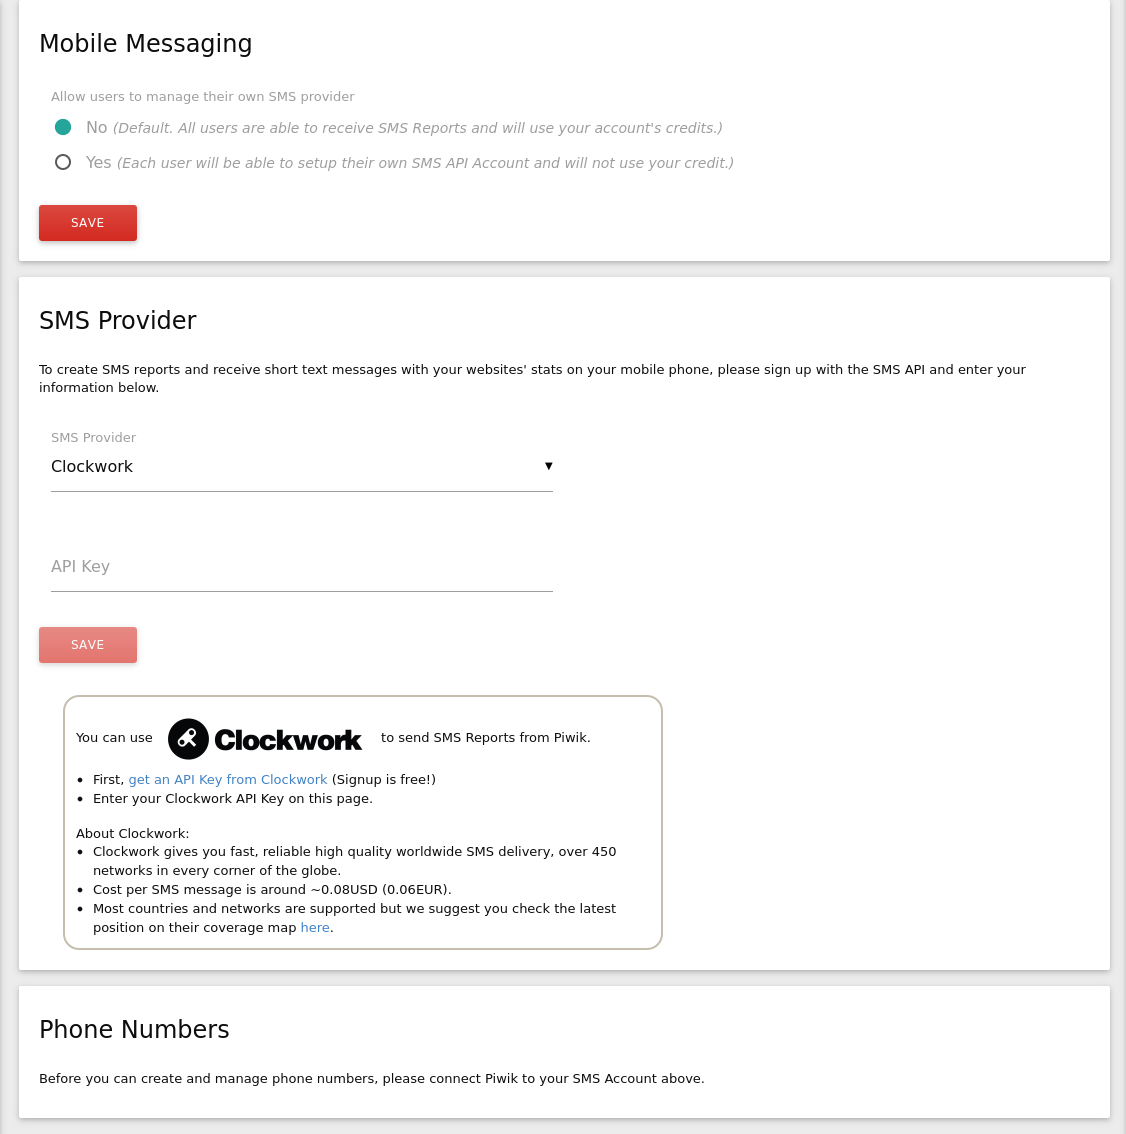 Mobile Messaging
Allow users to manage their own SMS provider
No (Default. All users are able to receive SMS Reports and will use your account's credits.)
Yes (Each user will be able to setup their own SMS API Account and will not use your credit.)
SAVE
SMS Provider
To create SMS reports and receive short text messages with your websites' stats on your mobile phone, please sign up with the SMS API and enter your
information below.
SMS Provider
Clockwork
API Key
SAVE
You can use Clockwork to send SMS Reports from Piwik.
• First, get an API Key from Clockwork (Signup is free!)
• Enter your Clockwork API Key on this page.
About Clockwork:
• Clockwork gives you fast, reliable high quality worldwide SMS delivery, over 450
networks in every corner of the globe.
• Cost per SMS message is around ~0.08USD (0.06EUR).
• Most countries and networks are supported but we suggest you check the latest
position on their coverage map here.
Phone Numbers
Before you can create and manage phone numbers, please connect Piwik to your SMS Account above.